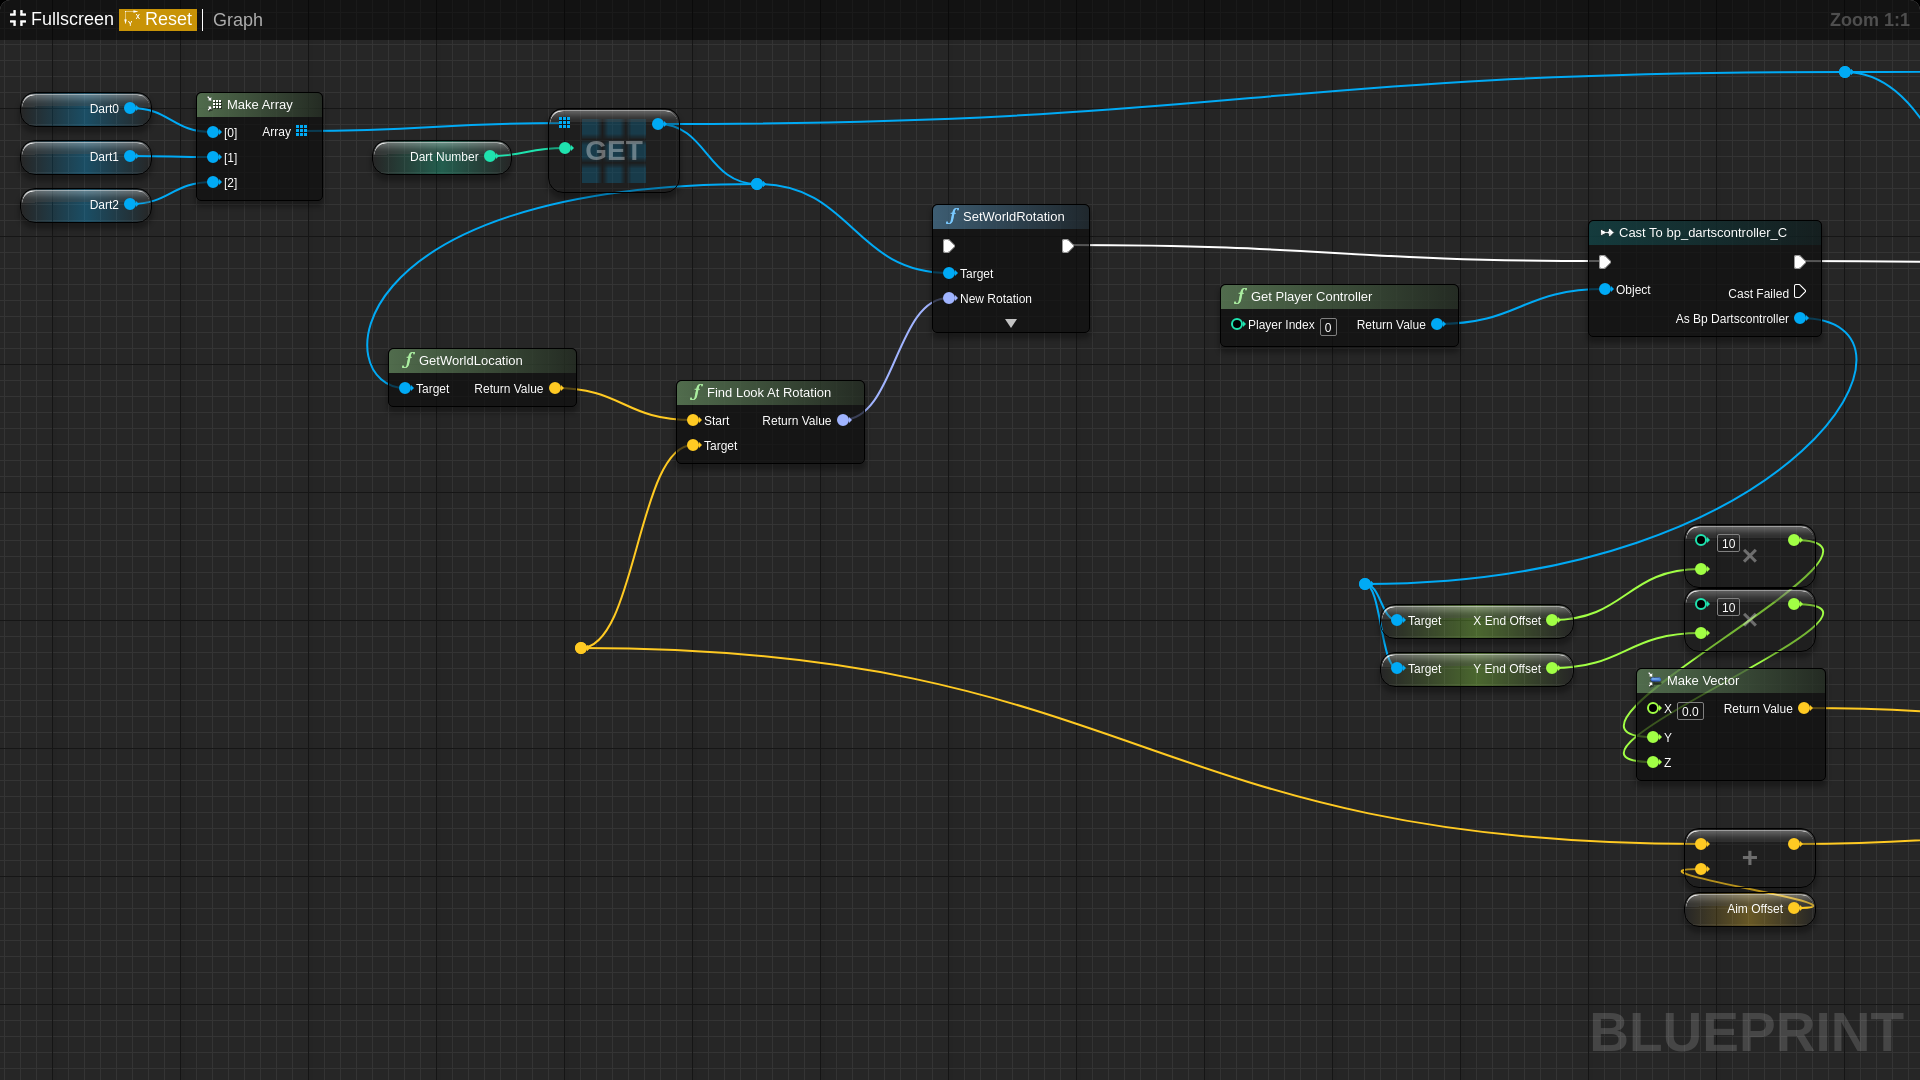 Fullscreen Reset Graph Zoom 1:1
Dart0
Dart1
Dart2
Make Array
[0] Array
[1]
[2]
Dart Number
GET
SetWorldRotation
Target
New Rotation
Cast To bp_dartscontroller_C
Object
Cast Failed
As Bp Dartscontroller
Get Player Controller
Player Index 0 Return Value
GetWorldLocation
Target Return Value
Find Look At Rotation
Start Return Value
Target
10
10
Target X End Offset
Target Y End Offset
Make Vector
X 0.0 Return Value
Y
Z
+
Aim Offset
BLUEPRINT